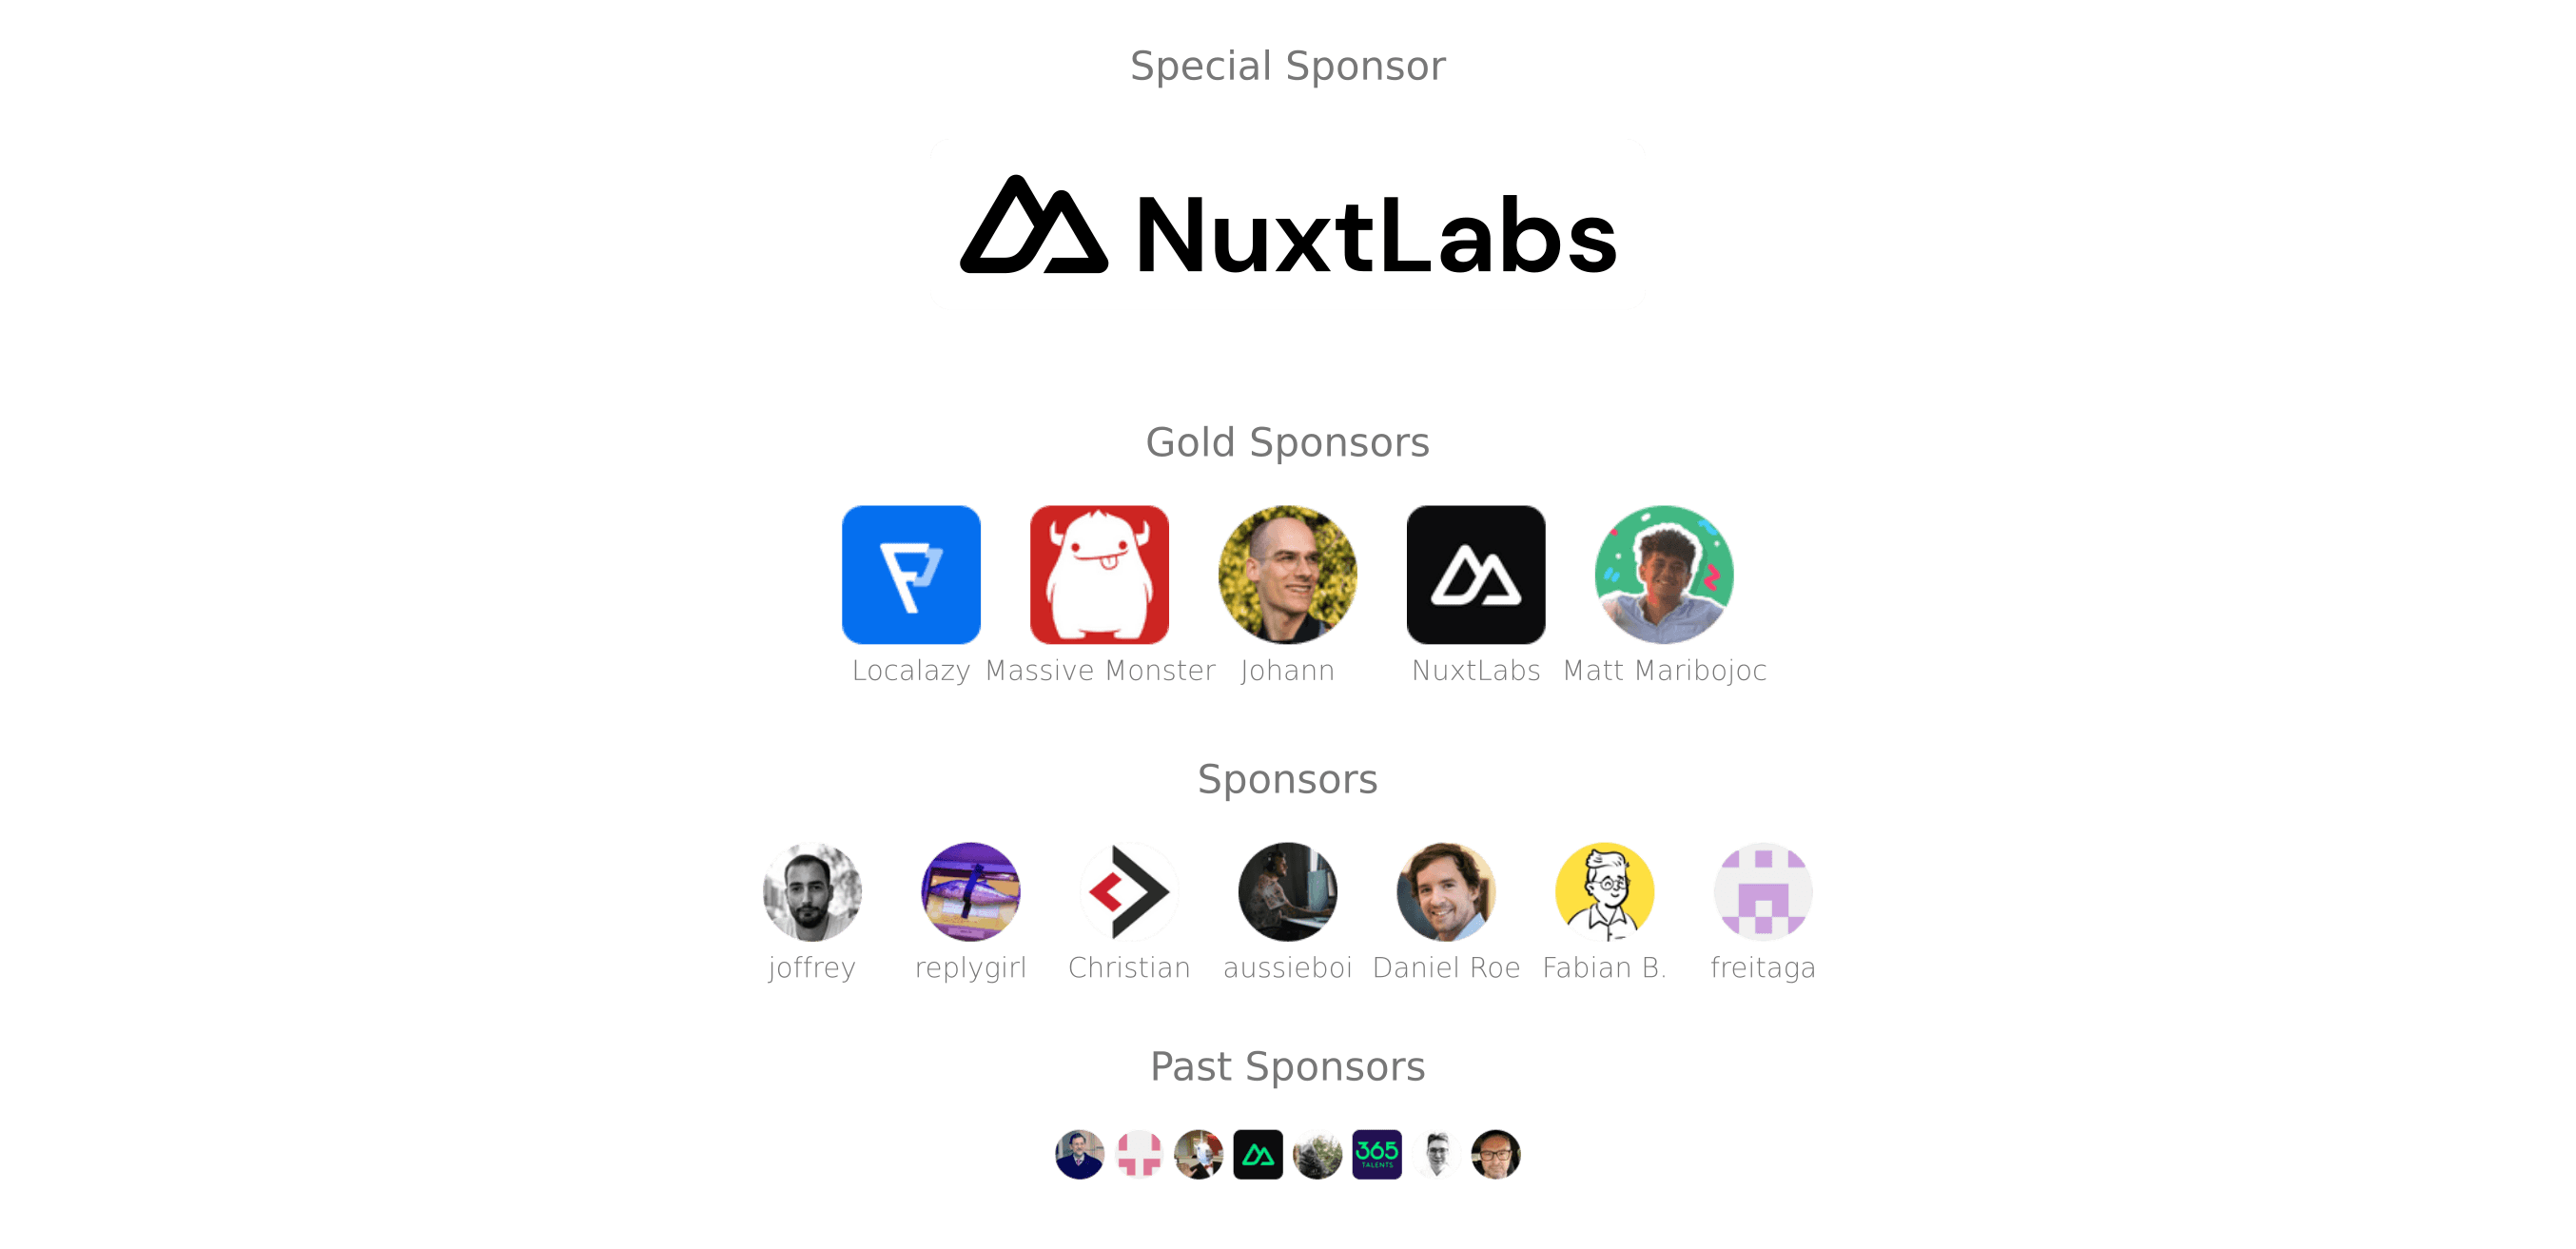 Special Sponsor
NuxtLabs
Gold Sponsors
Localazy Massive Monster Johann NuxtLabs Matt Maribojoc
Sponsors
joffrey replygirl Christian aussieboi Daniel Roe Fabian B. freitaga
Past Sponsors
365
TALENTS